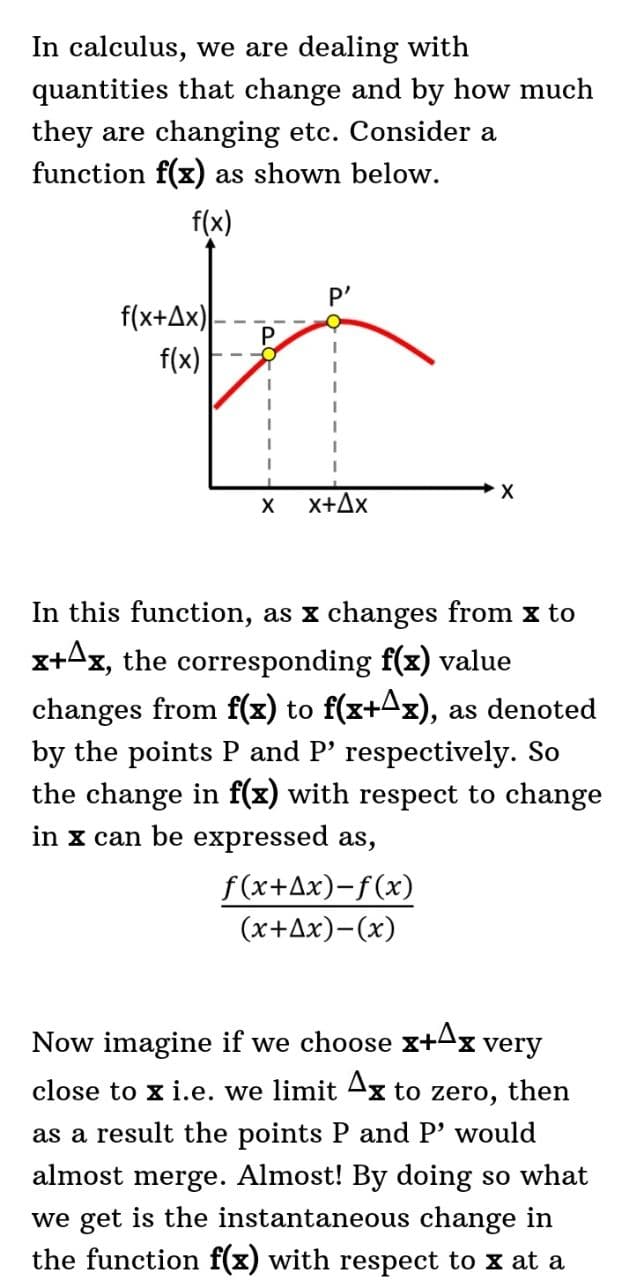 In calculus, we are dealing with
quantities that change and by how much
they are changing etc. Consider a
function f(x) as shown below.
f(x)
P'
f(x+Δx)
P
f(x)
x
x x+Δx
In this function, as x changes from x to
x+Δx, the corresponding f(x) value
changes from f(x) to f(x+Δx), as denoted
by the points P and P’ respectively. So
the change in f(x) with respect to change
in x can be expressed as,
f(x+Δx)−f(x)
(x+Δx)−(x)
Now imagine if we choose x+Δx very
close to x i.e. we limit Δx to zero, then
as a result the points P and P’ would
almost merge. Almost! By doing so what
we get is the instantaneous change in
the function f(x) with respect to x at a